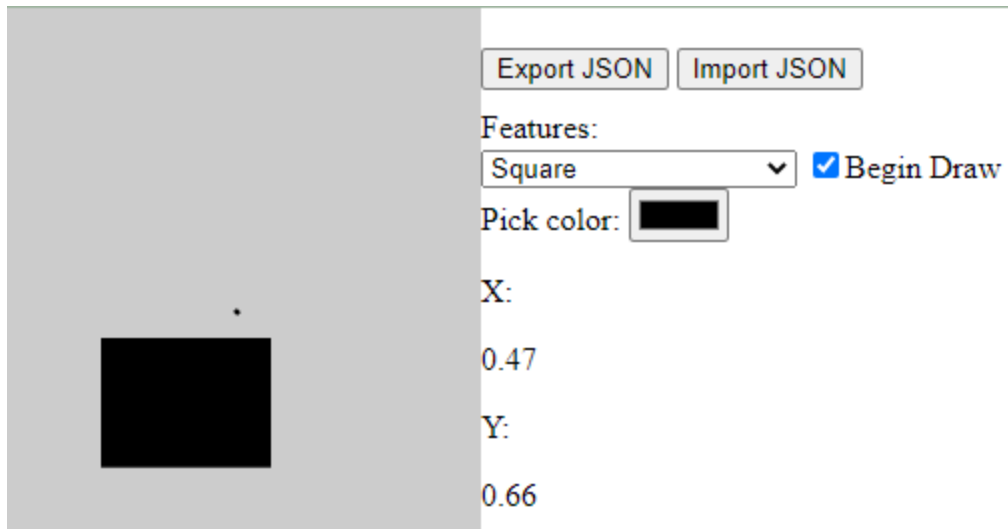 Export JSON Import JSON
Features:
Square Begin Draw
Pick color:
X:
0.47
Y:
0.66